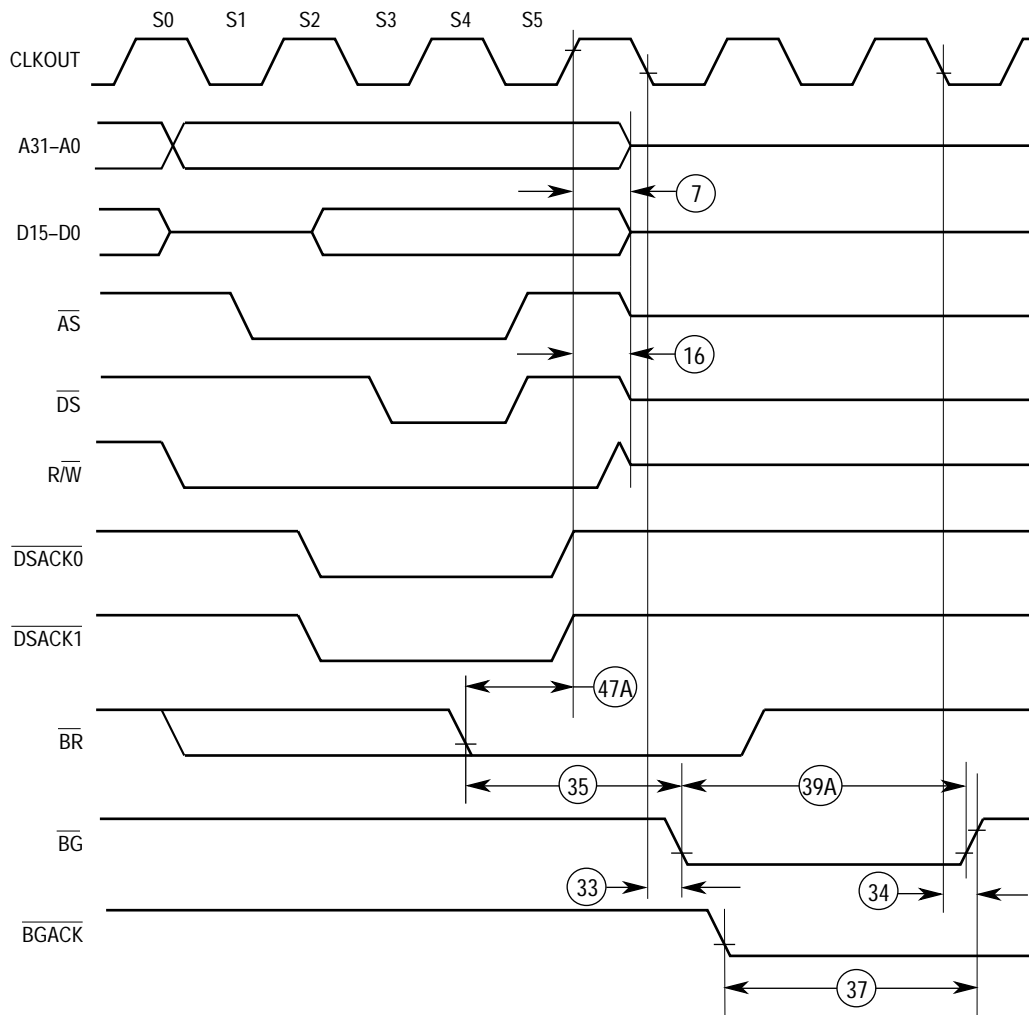 S0 S1 S2 S3 S4 S5
CLKOUT
A31–A0
7
D15–D0
AS
16
DS
R/W
DSACK0
DSACK1
47A
BR
35 39A
BG
33 34
BGACK
37